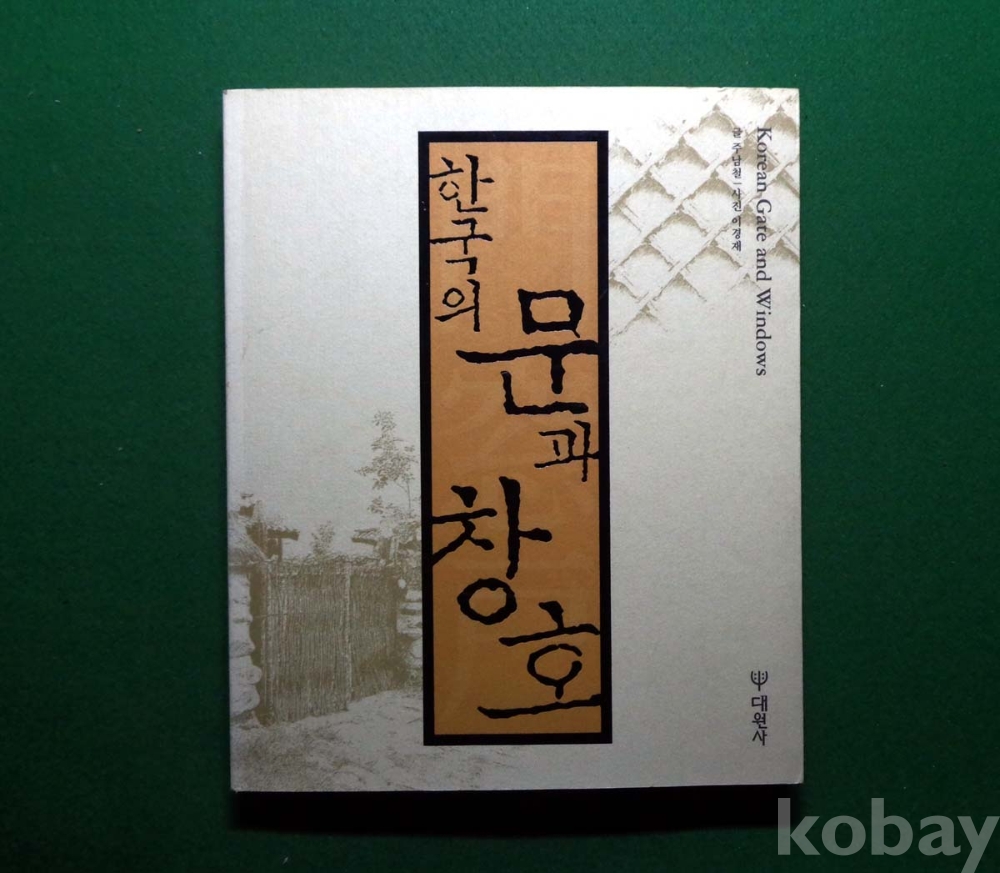 한국의
문과
창호
Korean Gate and Windows
글 주남철 | 사진 이경재
대원사
kobay